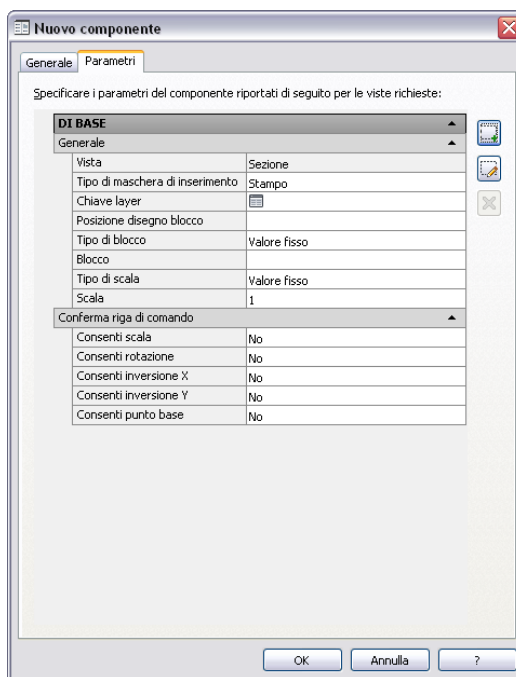 Nuovo componente
Generale Parametri
Specificare i parametri del componente riportati di seguito per le viste richieste:
DI BASE
Generale
Vista Sezione
Tipo di maschera di inserimento Stampo
Chiave layer
Posizione disegno blocco
Tipo di blocco Valore fisso
Blocco
Tipo di scala Valore fisso
Scala 1
Conferma riga di comando
Consenti scala No
Consenti rotazione No
Consenti inversione X No
Consenti inversione Y No
Consenti punto base No
OK Annulla ?